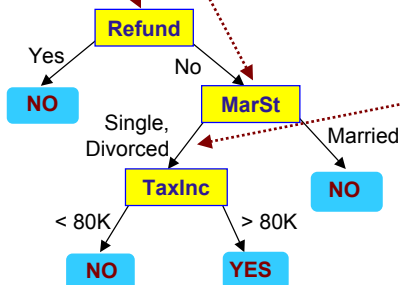 Refund
Yes
No
NO
MarSt
Single,
Divorced
Married
TaxInc
NO
< 80K
> 80K
NO
YES